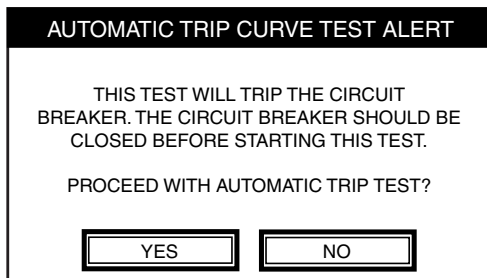 AUTOMATIC TRIP CURVE TEST ALERT
THIS TEST WILL TRIP THE CIRCUIT
BREAKER. THE CIRCUIT BREAKER SHOULD BE
CLOSED BEFORE STARTING THIS TEST.
PROCEED WITH AUTOMATIC TRIP TEST?
YES
NO